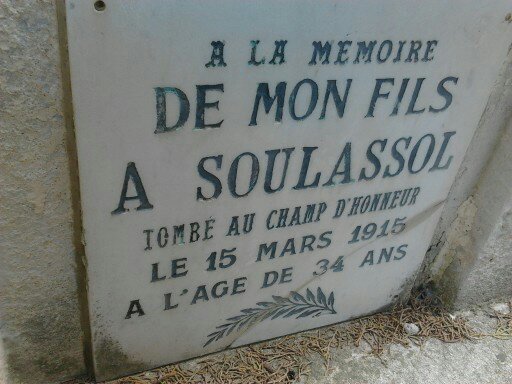 A LA MEMOIRE
DE MON FILS
A SOULASSOL
TOMBÉ AU CHAMP D'HONNEUR
LE 15 MARS 1915
A L'AGE DE 34 ANS